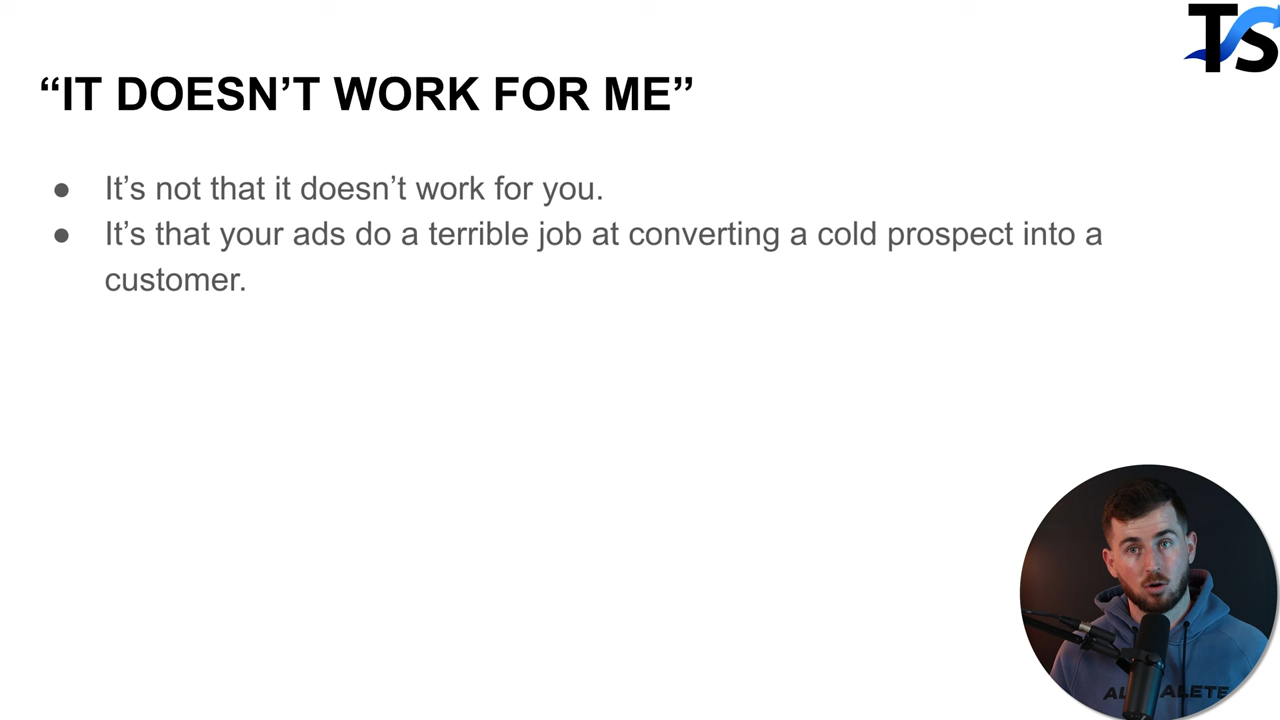 TS
“IT DOESN’T WORK FOR ME”
● It’s not that it doesn’t work for you.
● It’s that your ads do a terrible job at converting a cold prospect into a
customer.